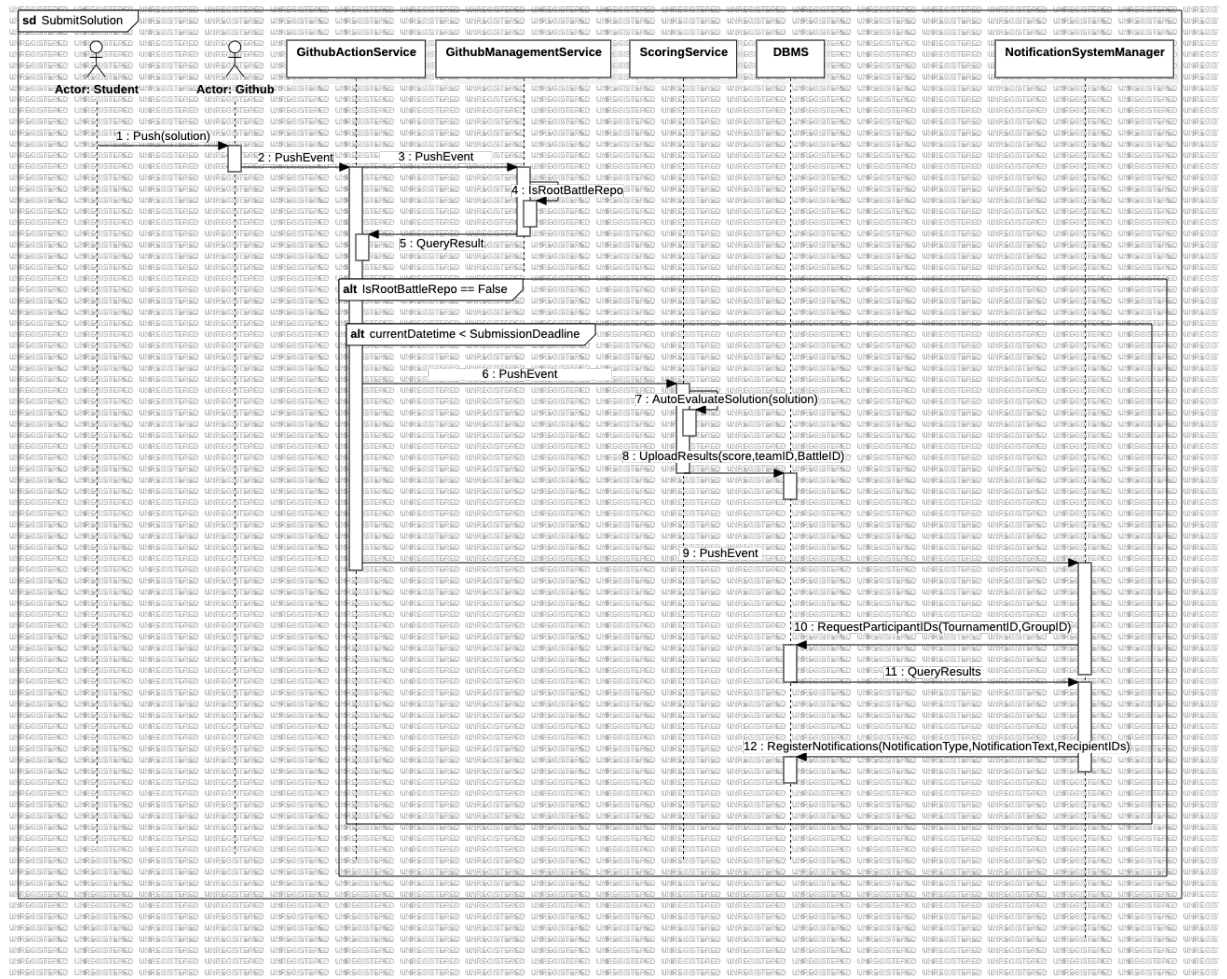 sd SubmitSolution
GithubActionService
GithubManagementService
ScoringService
DBMS
NotificationSystemManager
Actor: Student
Actor: Github
1 : Push(solution)
2 : PushEvent
3 : PushEvent
4 : IsRootBattleRepo
5 : QueryResult
alt IsRootBattleRepo == False
alt currentDatetime < SubmissionDeadline
6 : PushEvent
7 : AutoEvaluateSolution(solution)
8 : UploadResults(score,teamID,BattleID)
9 : PushEvent
10 : RequestParticipantIDs(TournamentID,GroupID)
11 : QueryResults
12 : RegisterNotifications(NotificationType,NotificationText,RecipientIDs)
UNREGISTERED